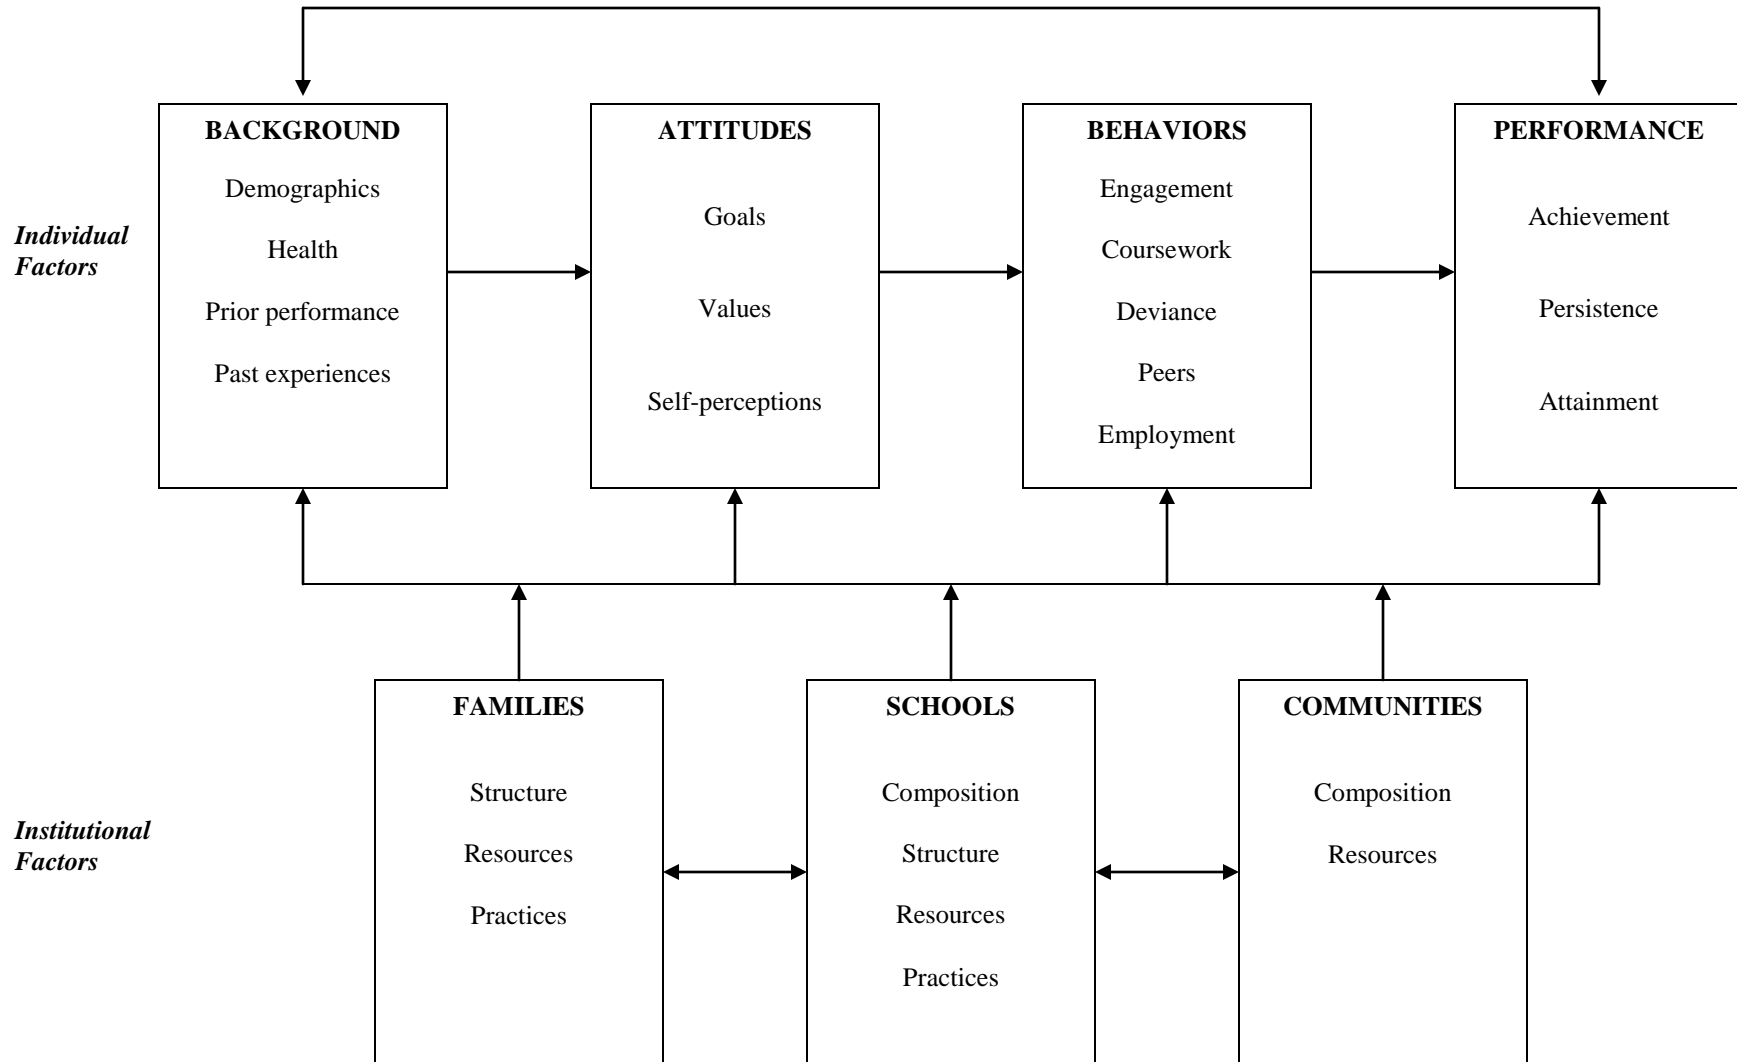 BACKGROUND
Demographics
Health
Prior performance
Past experiences
ATTITUDES
Goals
Values
Self-perceptions
BEHAVIORS
Engagement
Coursework
Deviance
Peers
Employment
PERFORMANCE
Achievement
Persistence
Attainment
Individual
Factors
FAMILIES
Structure
Resources
Practices
SCHOOLS
Composition
Structure
Resources
Practices
COMMUNITIES
Composition
Resources
Institutional
Factors